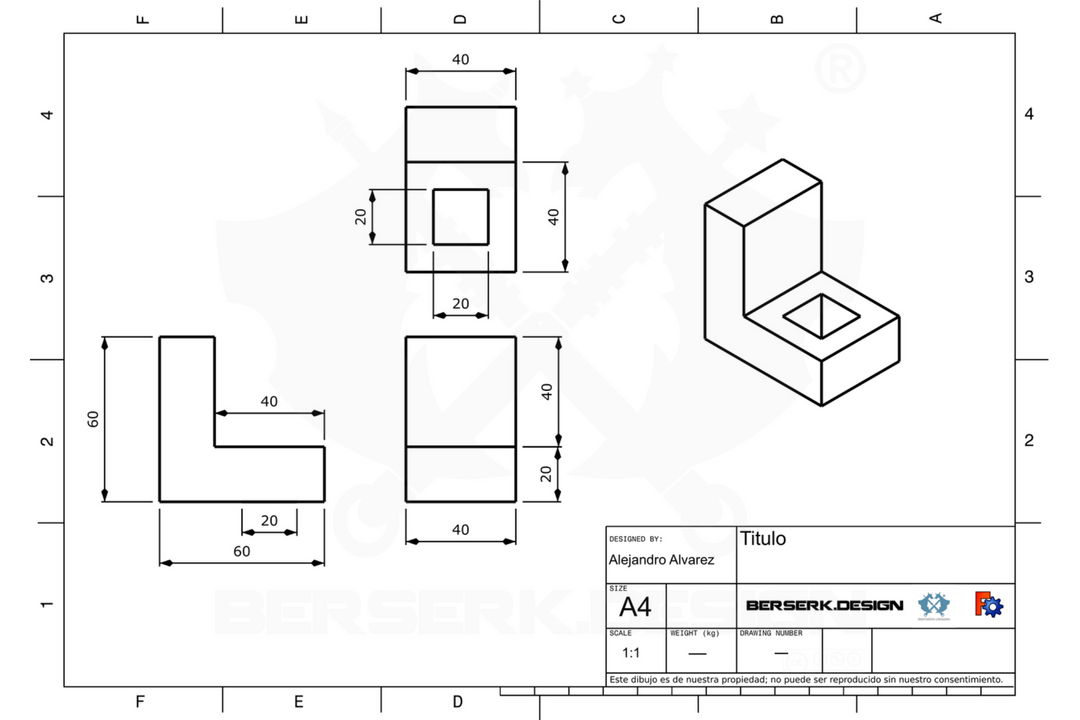 F E D C B A
40
4 4
20 40
3 3
20
60 40 40
2 2
20
20
60
40
DESIGNED BY:
Alejandro Alvarez
Titulo
SIZE
A4
BERSERK.DESIGN
SCALE
1:1
WEIGHT (kg)
—
DRAWING NUMBER
—
Este dibujo es de nuestra propiedad; no puede ser reproducido sin nuestro consentimiento.
1
BERSERK.DESIGN
®
F E D